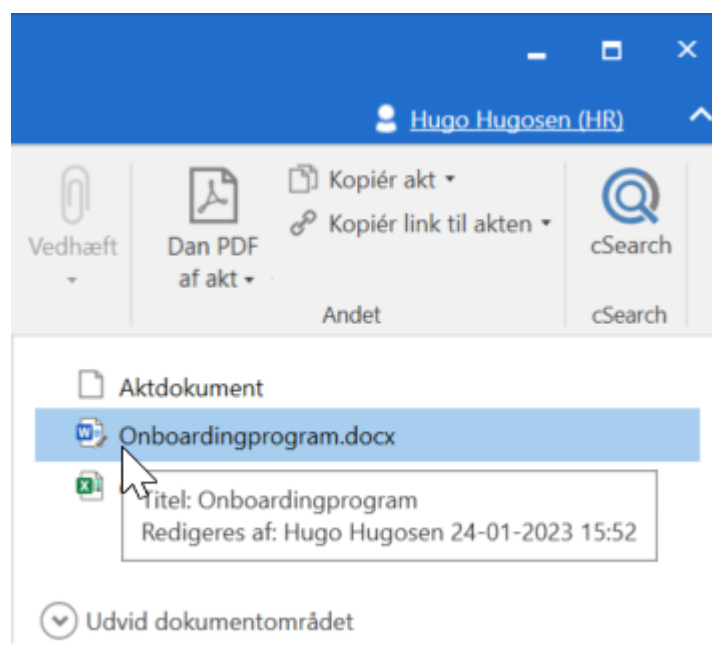 Hugo Hugosen (HR)
Kopiér akt
Kopiér link til akten
Vedhæft
Dan PDF
af akt
cSearch
Andet
cSearch
Aktdokument
Onboardingprogram.docx
Titel: Onboardingprogram
Redigeres af: Hugo Hugosen 24-01-2023 15:52
Udvid dokumentområdet